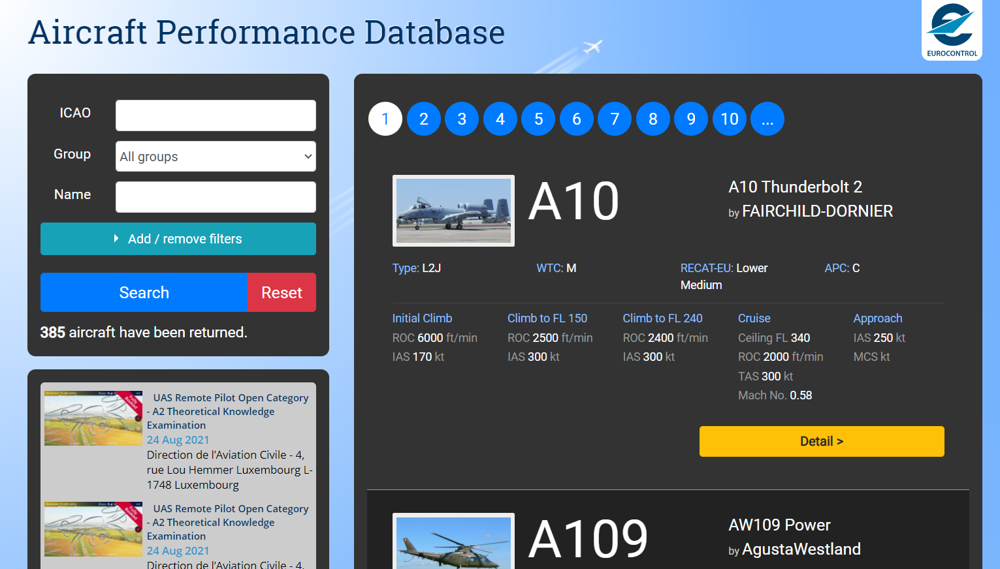 Aircraft Performance Database
EUROCONTROL
ICAO
Group
All groups
Name
Add / remove filters
Search
Reset
385 aircraft have been returned.
Fully Booked
UAS Remote Pilot Open Category
- A2 Theoretical Knowledge
Examination
24 Aug 2021
Direction de l’Aviation Civile - 4,
rue Lou Hemmer Luxembourg L-
1748 Luxembourg
Fully Booked
UAS Remote Pilot Open Category
- A2 Theoretical Knowledge
Examination
24 Aug 2021
Direction de l’Aviation Civile - 4,
1 2 3 4 5 6 7 8 9 10 ...
A10
A10 Thunderbolt 2
by FAIRCHILD-DORNIER
Type: L2J
WTC: M
RECAT-EU: Lower
Medium
APC: C
Initial Climb
ROC 6000 ft/min
IAS 170 kt
Climb to FL 150
ROC 2500 ft/min
IAS 300 kt
Climb to FL 240
ROC 2400 ft/min
IAS 300 kt
Cruise
Ceiling FL 340
ROC 2000 ft/min
TAS 300 kt
Mach No. 0.58
Approach
IAS 250 kt
MCS kt
Detail >
A109
AW109 Power
by AgustaWestland